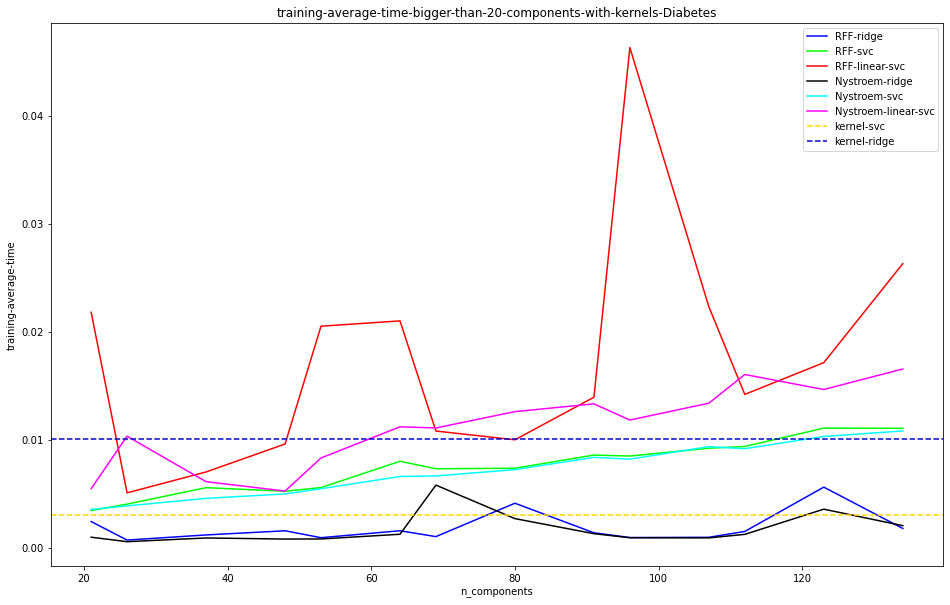 training-average-time-bigger-than-20-components-with-kernels-Diabetes
RFF-ridge
RFF-svc
RFF-linear-svc
Nystroem-ridge
Nystroem-svc
Nystroem-linear-svc
kernel-svc
kernel-ridge
training-average-time
0.04
0.03
0.02
0.01
0.00
20
40
60
80
100
120
n_components